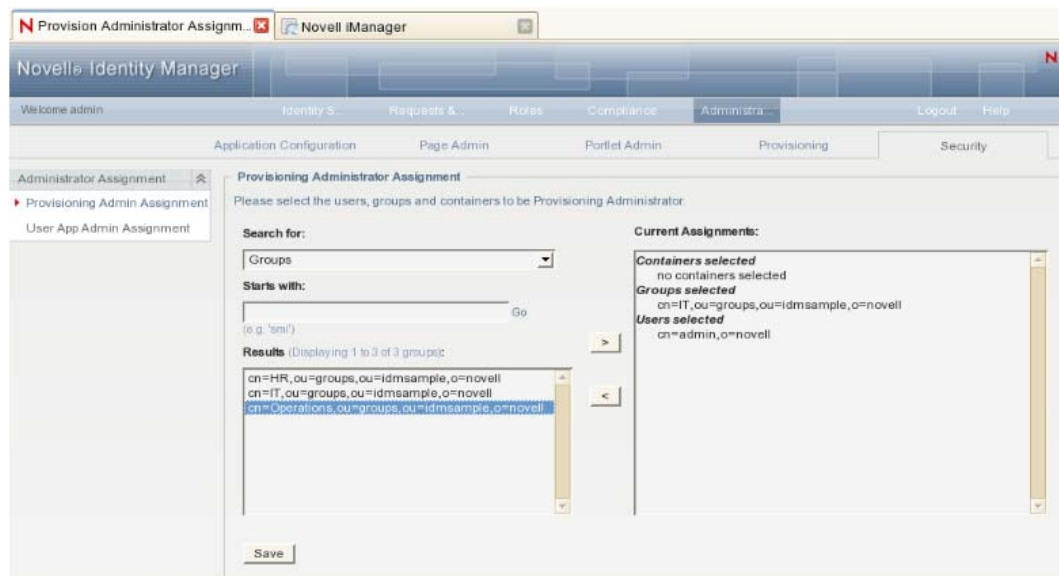 N Provision Administrator Assignm...
Novell iManager
Novell® Identity Manager
N
Welcome admin
Identity S...
Requests &...
Roles
Compliance
Administra...
Logout
Help
Application Configuration
Page Admin
Portlet Admin
Provisioning
Security
Administrator Assignment
Provisioning Admin Assignment
User App Admin Assignment
Provisioning Administrator Assignment
Please select the users, groups and containers to be Provisioning Administrator.
Search for:
Groups
Starts with:
Go
(e.g. 'smi')
Results (Displaying 1 to 3 of 3 groups):
cn=HR,ou=groups,ou=idmsample,o=novell
cn=IT,ou=groups,ou=idmsample,o=novell
cn=Operations,ou=groups,ou=idmsample,o=novell
>
<
Current Assignments:
Containers selected
no containers selected
Groups selected
cn=IT,ou=groups,ou=idmsample,o=novell
Users selected
cn=admin,o=novell
Save